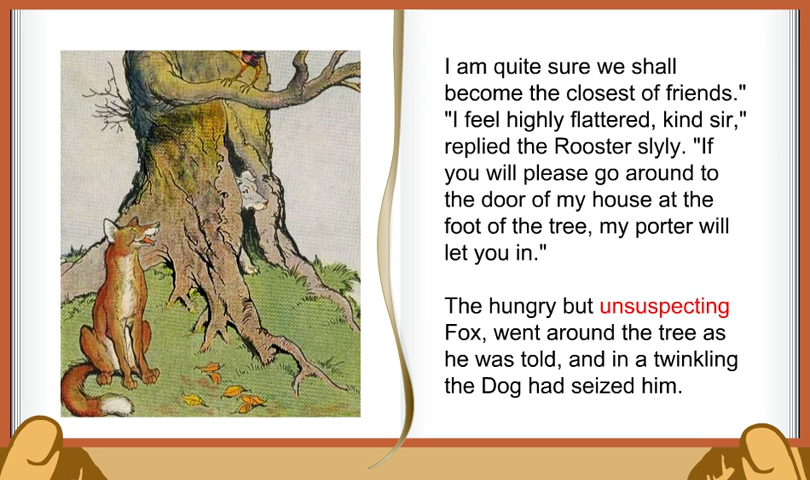 I am quite sure we shall
become the closest of friends."
"I feel highly flattered, kind sir,"
replied the Rooster slyly. "If
you will please go around to
the door of my house at the
foot of the tree, my porter will
let you in."
The hungry but unsuspecting
Fox, went around the tree as
he was told, and in a twinkling
the Dog had seized him.